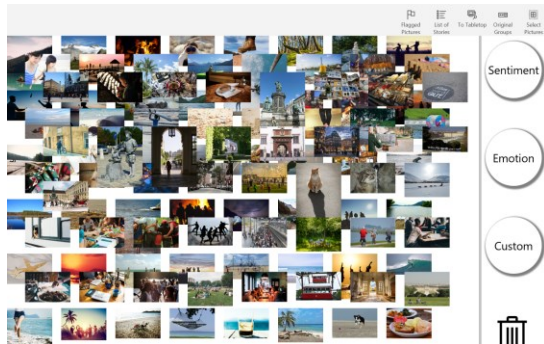 Flagged
Pictures
List of
Stories
To Tabletop
Original
Groups
Select
Pictures
Sentiment
Emotion
Custom